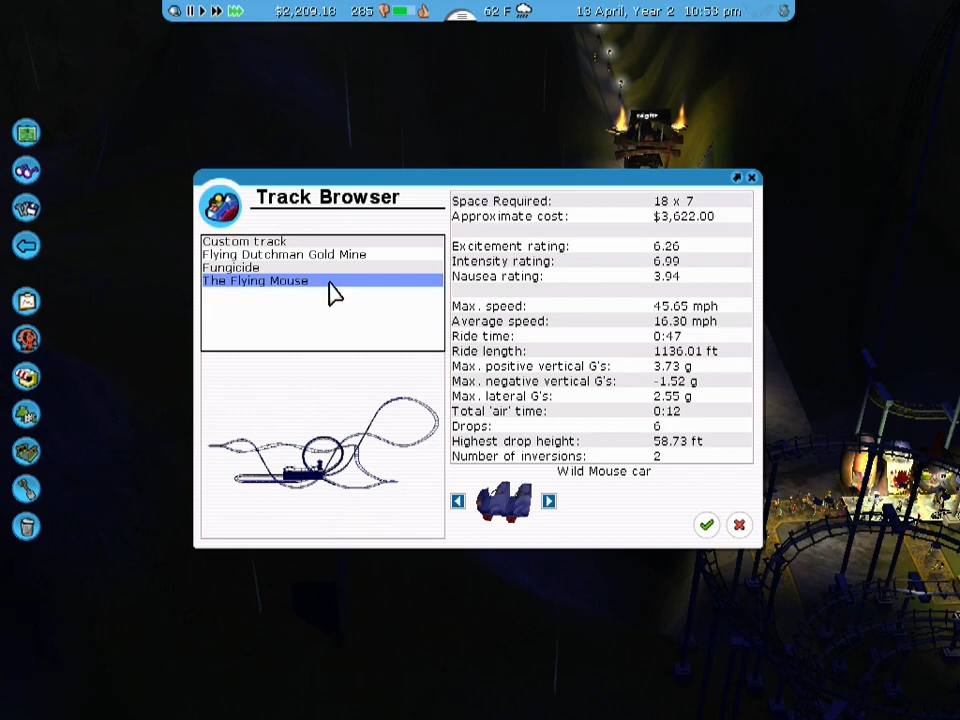 $2,209.18 285 62 F 13 April, Year 2 10:53 pm
Track Browser
Custom track
Flying Dutchman Gold Mine
Fungicide
The Flying Mouse
Space Required: 18 x 7
Approximate cost: $3,622.00
Excitement rating: 6.26
Intensity rating: 6.99
Nausea rating: 3.94
Max. speed: 45.65 mph
Average speed: 16.30 mph
Ride time: 0:47
Ride length: 1136.01 ft
Max. positive vertical G's: 3.73 g
Max. negative vertical G's: -1.52 g
Max. lateral G's: 2.55 g
Total 'air' time: 0:12
Drops: 6
Highest drop height: 58.73 ft
Number of inversions: 2
Wild Mouse car